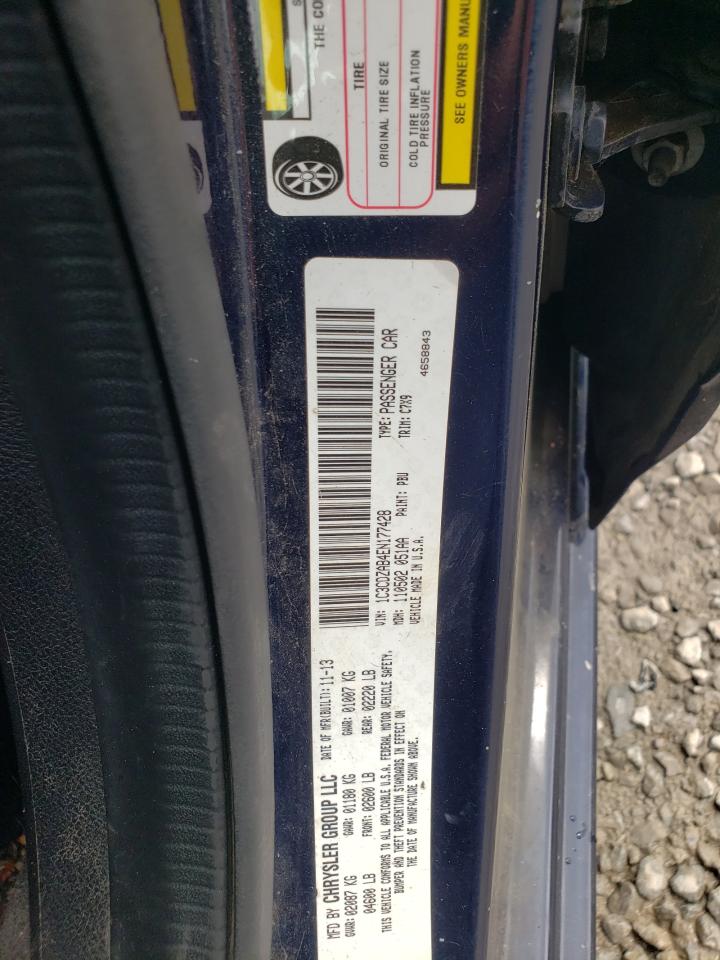 THE CO
TIRE
ORIGINAL TIRE SIZE
COLD TIRE INFLATION
PRESSURE
SEE OWNERS MANU
MFD BY CHRYSLER GROUP LLC DATE OF MFR(BUILT): 11-13
GVWR: 02087 KG GAWR: 01180 KG GAWR: 01007 KG
04600 LB FRONT: 02600 LB REAR: 02220 LB
THIS VEHICLE CONFORMS TO ALL APPLICABLE U.S.A. FEDERAL MOTOR VEHICLE SAFETY,
BUMPER AND THEFT PREVENTION STANDARDS IN EFFECT ON
THE DATE OF MANUFACTURE SHOWN ABOVE.
VIN: 1C3CDZAB4EN177428 TYPE: PASSENGER CAR
MDH: 110502 051AA PAINT: PBU TRIM: C7X9
VEHICLE MADE IN U.S.A. 4658843